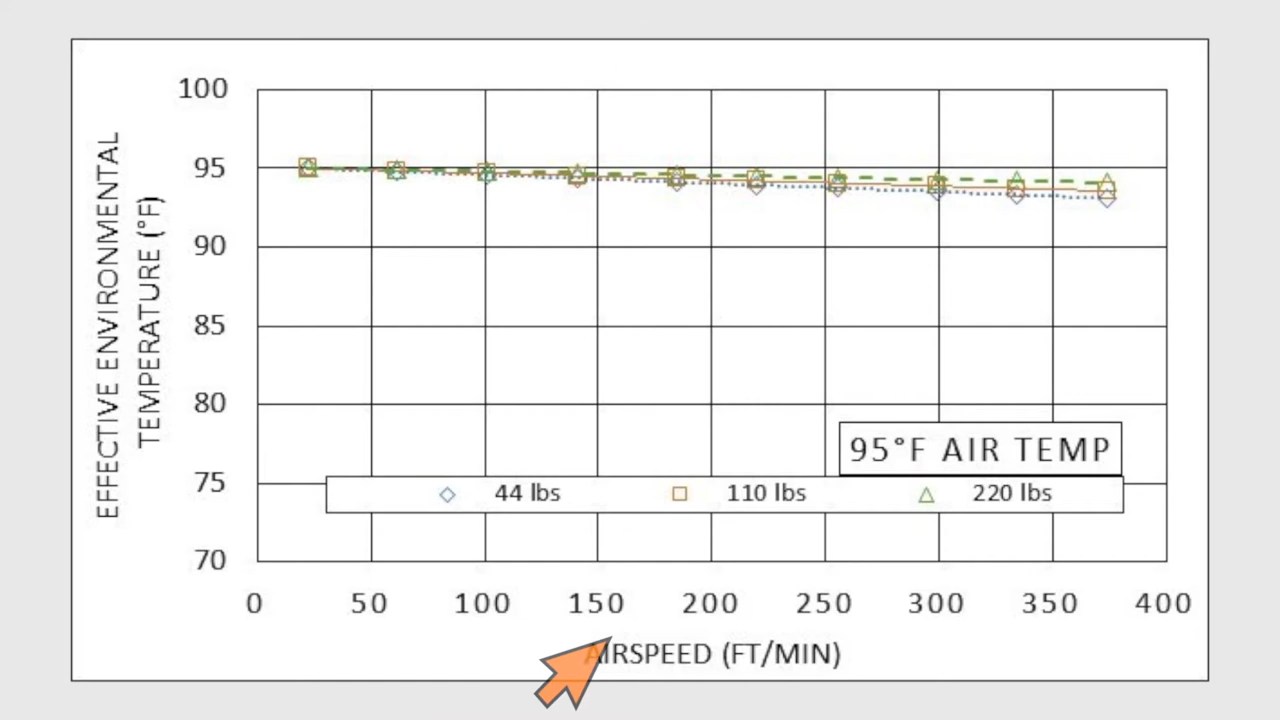 100
95
90
85
80
75
70
EFFECTIVE ENVIRONMENTAL
TEMPERATURE (°F)
95°F AIR TEMP
44 lbs 110 lbs 220 lbs
0 50 100 150 200 250 300 350 400
AIRSPEED (FT/MIN)